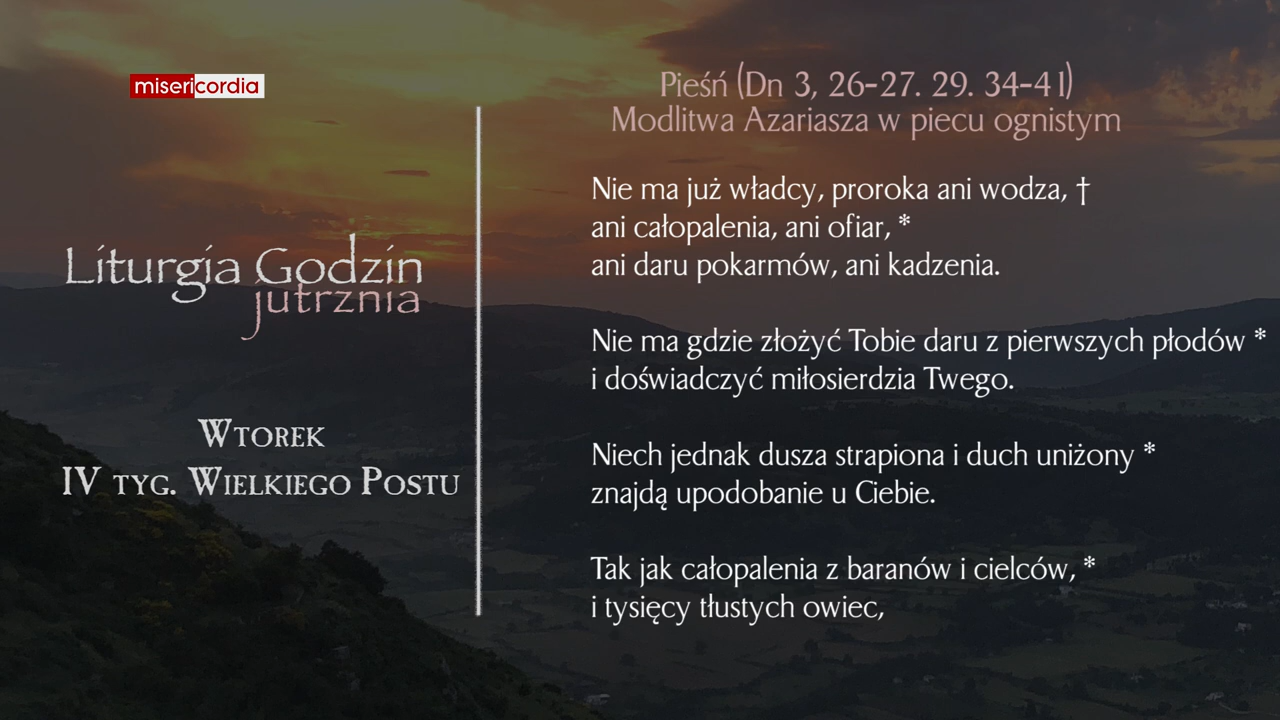 misericordia
Liturgia Godzin
jutrznia
Wtorek
IV tyg. Wielkiego Postu
Pieśń (Dn 3, 26-27. 29. 34-41)
Modlitwa Azariasza w piecu ognistym
Nie ma już władcy, proroka ani wodza, †
ani całopalenia, ani ofiar, *
ani daru pokarmów, ani kadzenia.
Nie ma gdzie złożyć Tobie daru z pierwszych płodów *
i doświadczyć miłosierdzia Twego.
Niech jednak dusza strapiona i duch uniżony *
znajdą upodobanie u Ciebie.
Tak jak całopalenia z baranów i cielców, *
i tysięcy tłustych owiec,